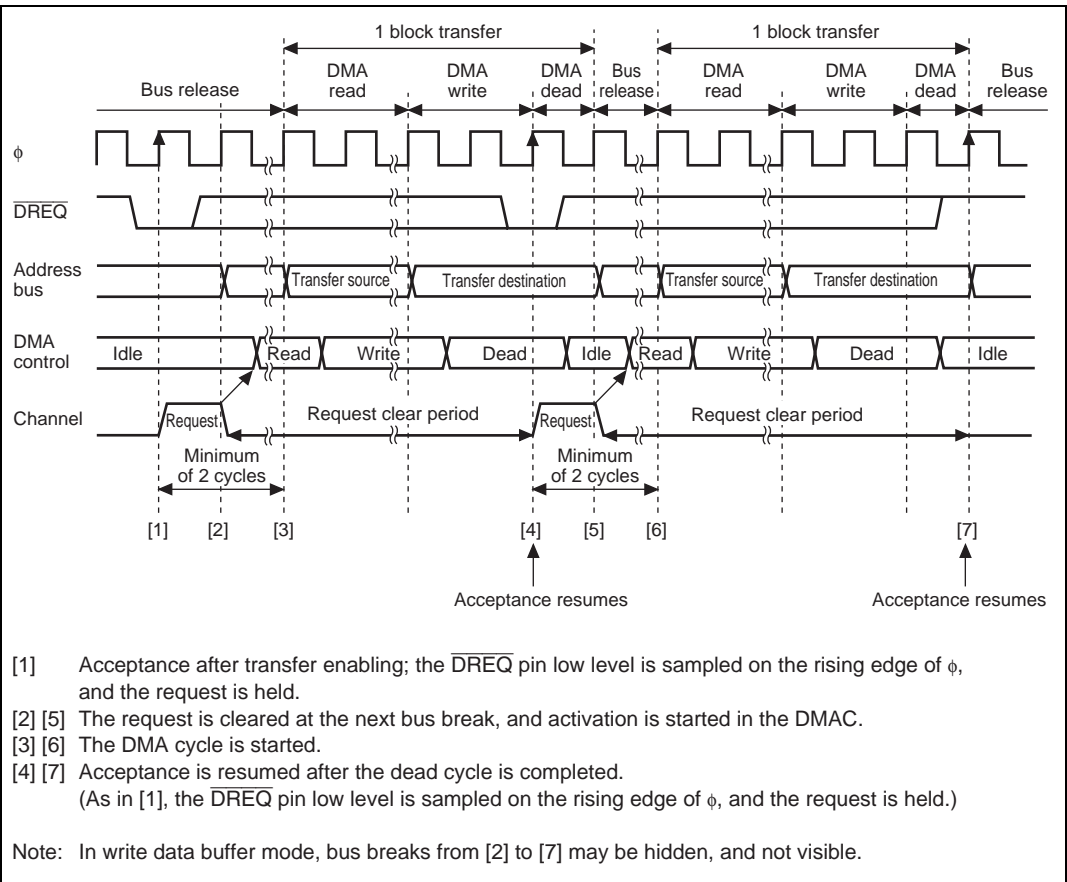 1 block transfer 1 block transfer
DMA read DMA write DMA dead Bus release DMA read DMA write DMA dead Bus release
Bus release
φ
DREQ
Address bus Transfer source Transfer destination Transfer source Transfer destination
DMA control Idle Read Write Dead Idle Read Write Dead Idle
Channel Request Request clear period Request Request clear period
Minimum of 2 cycles Minimum of 2 cycles
[1] [2] [3] [4] [5] [6] [7]
Acceptance resumes Acceptance resumes
[1] Acceptance after transfer enabling; the DREQ pin low level is sampled on the rising edge of φ,
and the request is held.
[2] [5] The request is cleared at the next bus break, and activation is started in the DMAC.
[3] [6] The DMA cycle is started.
[4] [7] Acceptance is resumed after the dead cycle is completed.
(As in [1], the DREQ pin low level is sampled on the rising edge of φ, and the request is held.)
Note: In write data buffer mode, bus breaks from [2] to [7] may be hidden, and not visible.